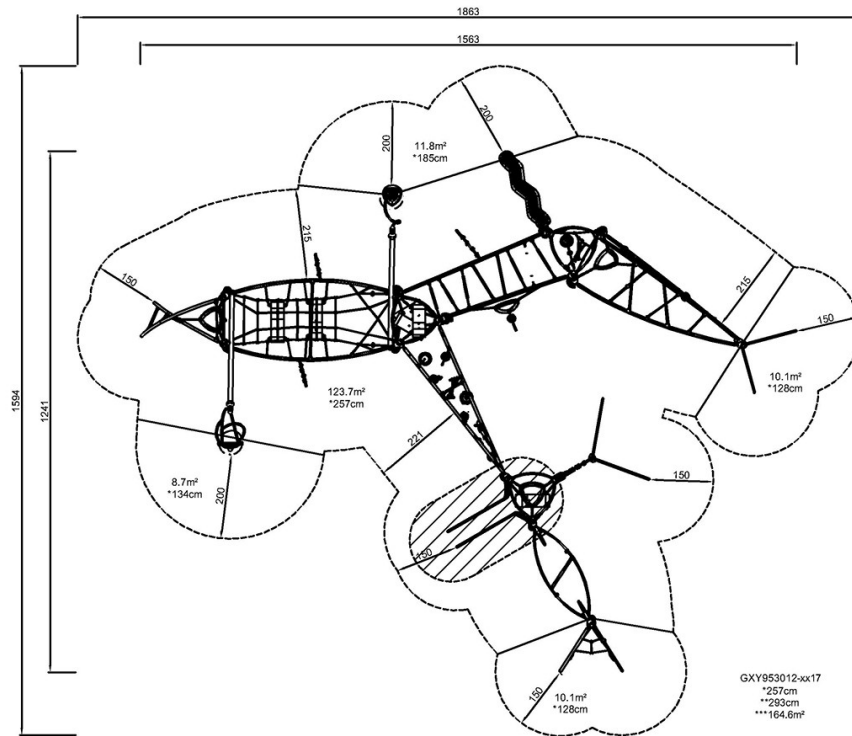 1863
1563
200
200
11.8m²
*185cm
215
150
215
150
1594
1241
10.1m²
*128cm
123.7m²
*257cm
221
8.7m²
*134cm
200
150
150
GXY953012-xx17
*257cm
**293cm
***164.6m²
150
10.1m²
*128cm